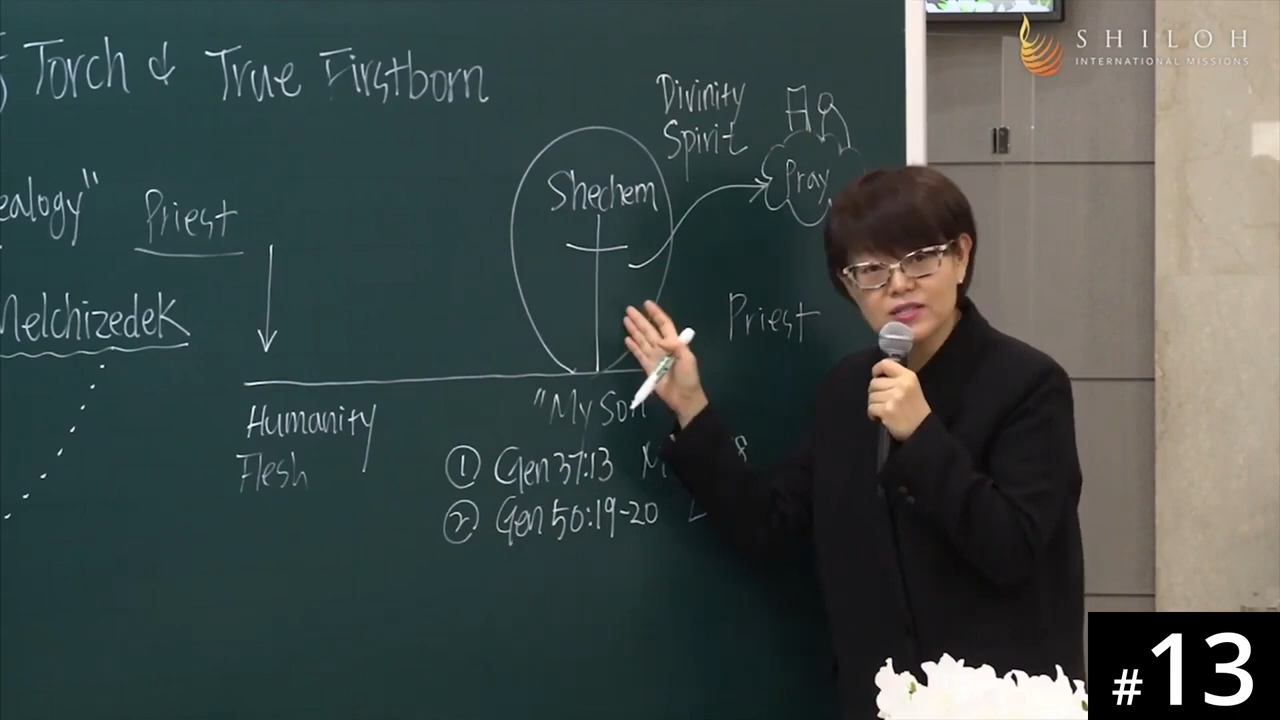 Torch & True Firstborn
SHILOH
INTERNATIONAL MISSIONS
Divinity
Spirit
Pray
Shechem
ealogy" Priest
Melchizedek
Priest
Humanity
Flesh
"My Son
① Gen 37:13
② Gen 50:19-20
#13